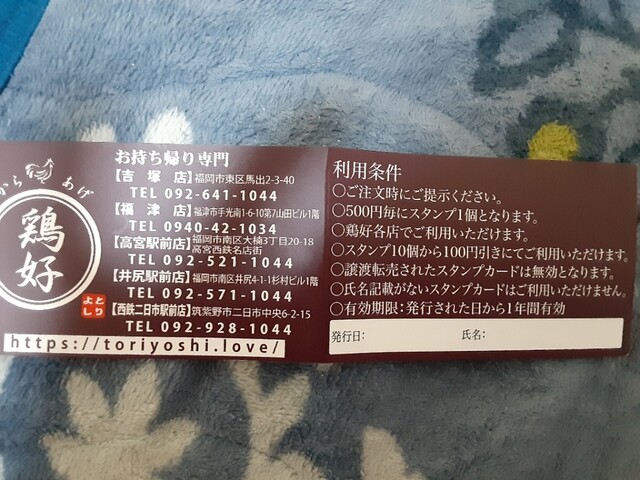 からあげ
鶏好
とりよし
お持ち帰り専門
【吉塚店】福岡市東区馬出2-3-40
TEL 092-641-1044
【福津店】福津市手光南1-6-10第7山田ビル1階
TEL 0940-42-1034
【高宮駅前店】福岡市南区大楠3丁目20-18
高宮西鉄名店街
TEL 092-521-1044
【井尻駅前店】福岡市南区井尻4-1-1杉村ビル1階
TEL 092-571-1044
【西鉄二日市駅前店】筑紫野市二日市中央6-2-15
TEL 092-928-1044
https://toriyoshi.love/
利用条件
○ご注文時にご提示ください。
○500円毎にスタンプ1個となります。
○鶏好各店でご利用いただけます。
○スタンプ10個から100円引きにてご利用いただけます。
○譲渡転売されたスタンプカードは無効となります。
○氏名記載がないスタンプカードはご利用いただけません。
○有効期限：発行された日から1年間有効
発行日: 氏名: